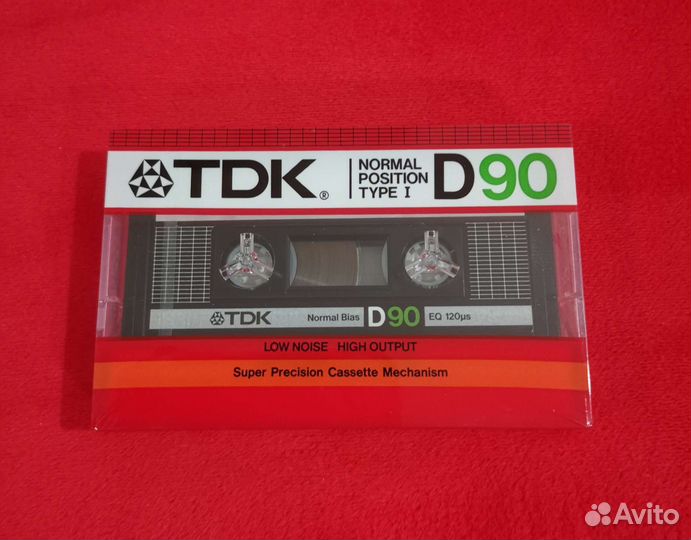 TDK®
NORMAL
POSITION
TYPE I
D90
TDK Normal Bias D90 EQ 120µs
LOW NOISE HIGH OUTPUT
Super Precision Cassette Mechanism
Avito